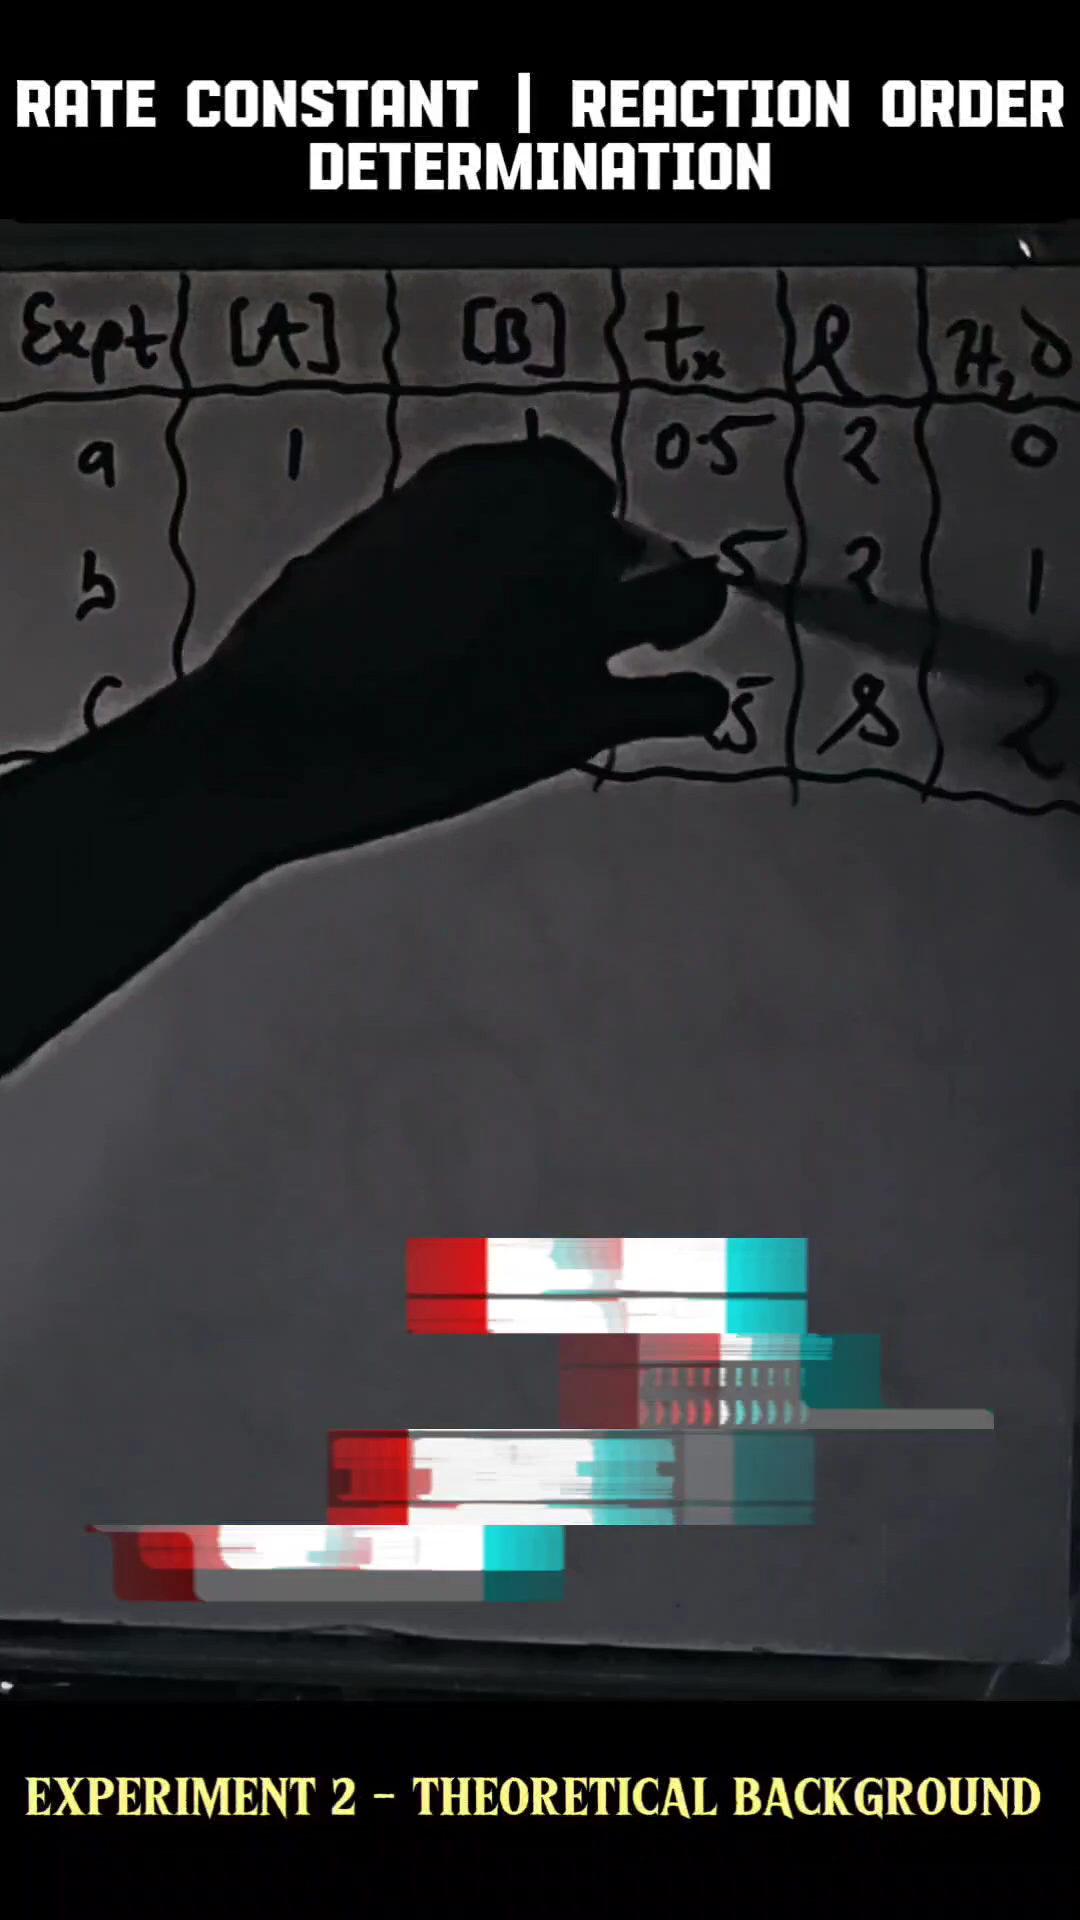 RATE CONSTANT | REACTION ORDER
DETERMINATION
Expt [A] [B] tx H2O
a 1 1 0.5 2 0
b 5 2 1
C 5 2
EXPERIMENT 2 - THEORETICAL BACKGROUND